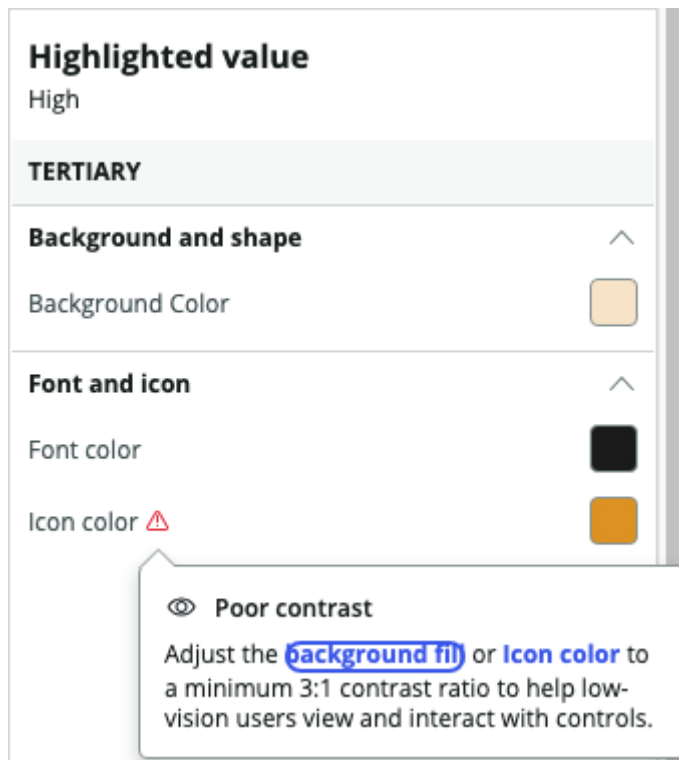 Highlighted value
High
TERTIARY
Background and shape
Background Color
Font and icon
Font color
Icon color
Poor contrast
Adjust the background fill or Icon color to
a minimum 3:1 contrast ratio to help low-
vision users view and interact with controls.